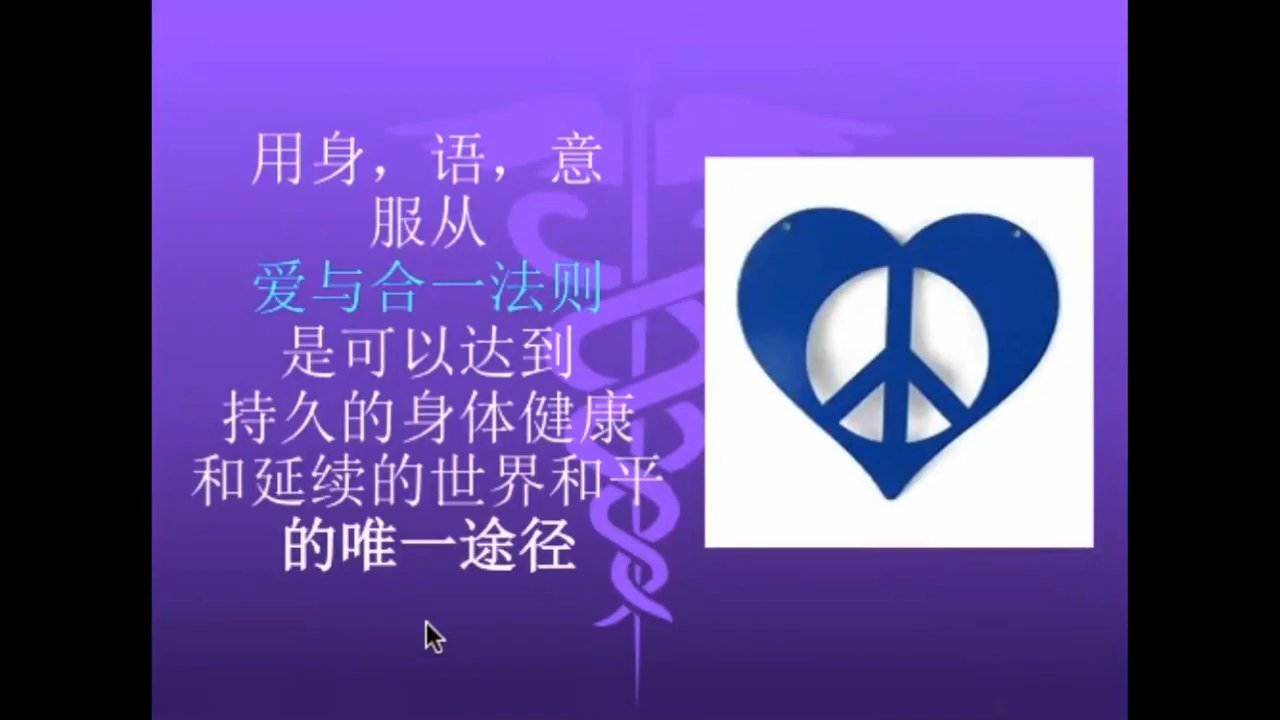 用身，语，意
服从
爱与合一法则
是可以达到
持久的身体健康
和延续的世界和平
的唯一途径